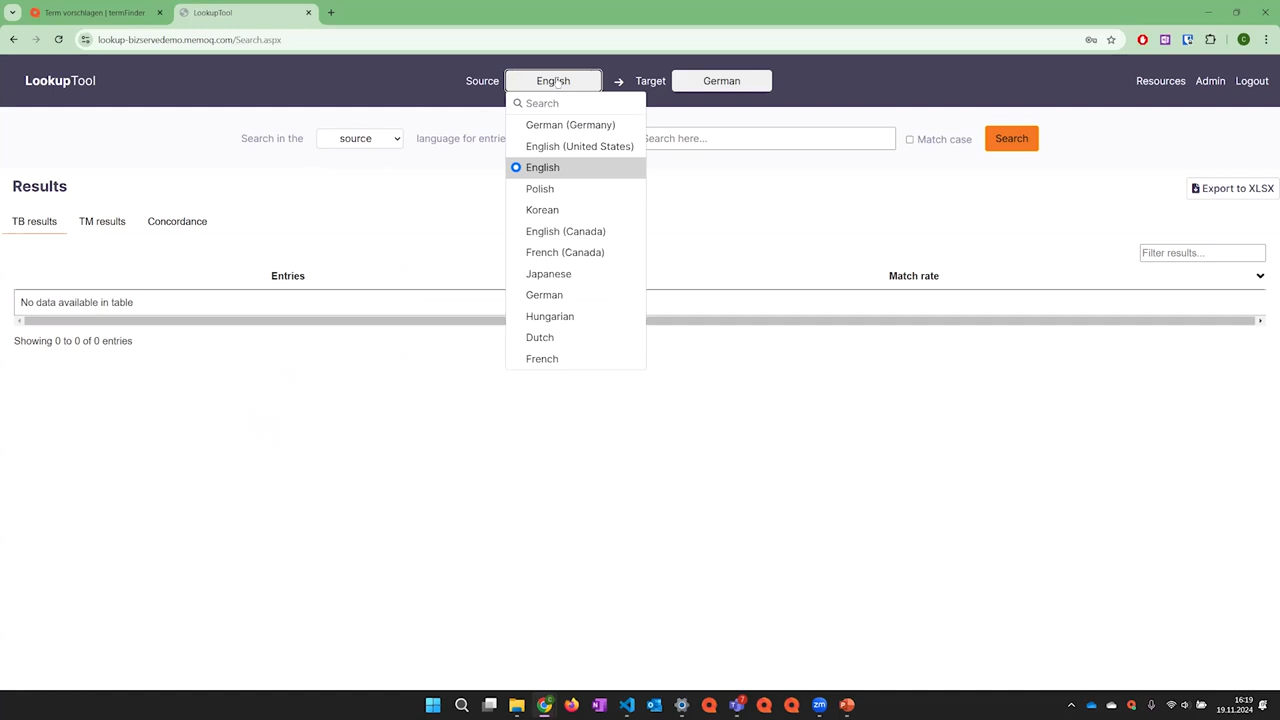 Term vorschlagen | termFinder
LookupTool
lookup-bizservedemo.memoq.com/Search.aspx
LookupTool
Source
English
Target
German
Resources
Admin
Logout
Search
German (Germany)
English (United States)
English
Polish
Korean
English (Canada)
French (Canada)
Japanese
German
Hungarian
Dutch
French
Search in the
source
language for entrie
Search here...
Match case
Search
Results
Export to XLSX
TB results
TM results
Concordance
Filter results...
Entries
Match rate
No data available in table
Showing 0 to 0 of 0 entries
C
7
zm
16:19
19.11.2024